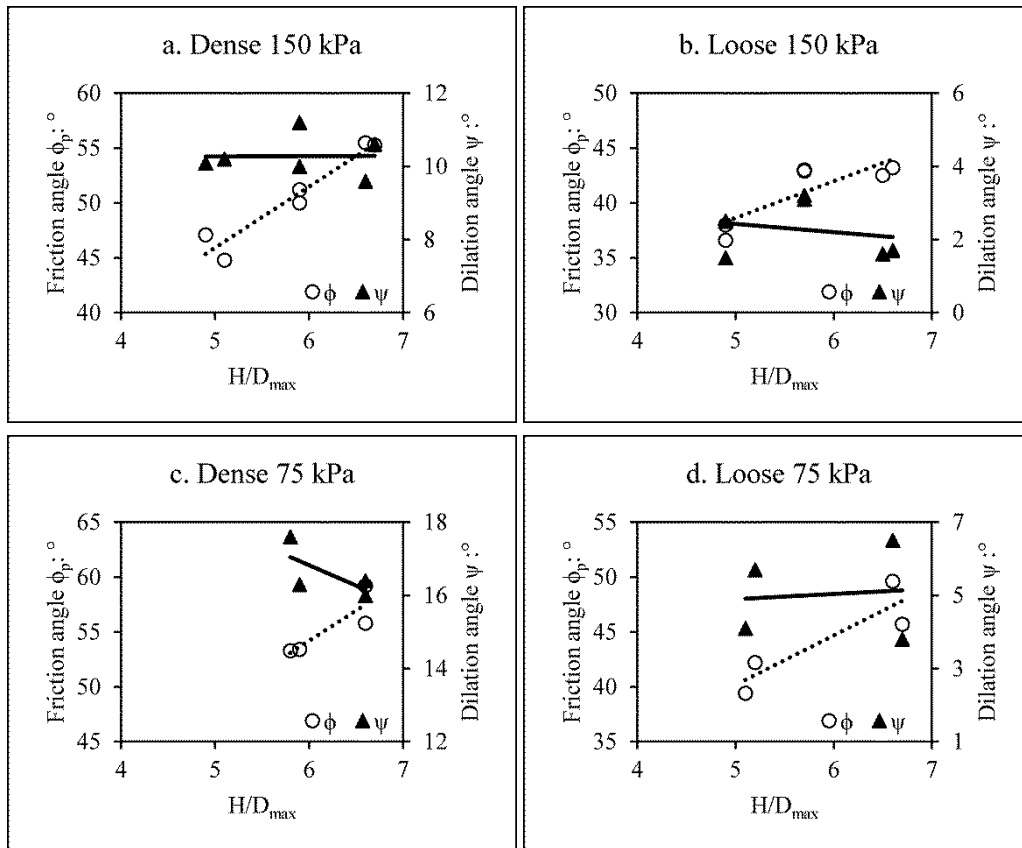 a. Dense 150 kPa
Friction angle ϕp: °
60
55
50
45
40
12
10
8
6
Dilation angle ψ :°
ϕ ψ
4 5 6 7
H/Dmax
b. Loose 150 kPa
Friction angle ϕp: °
50
45
40
35
30
6
4
2
0
Dilation angle ψ :°
ϕ ψ
4 5 6 7
H/Dmax
c. Dense 75 kPa
Friction angle ϕp: °
65
60
55
50
45
18
16
14
12
Dilation angle ψ :°
ϕ ψ
4 5 6 7
H/Dmax
d. Loose 75 kPa
Friction angle ϕp: °
55
50
45
40
35
7
5
3
1
Dilation angle ψ :°
ϕ ψ
4 5 6 7
H/Dmax